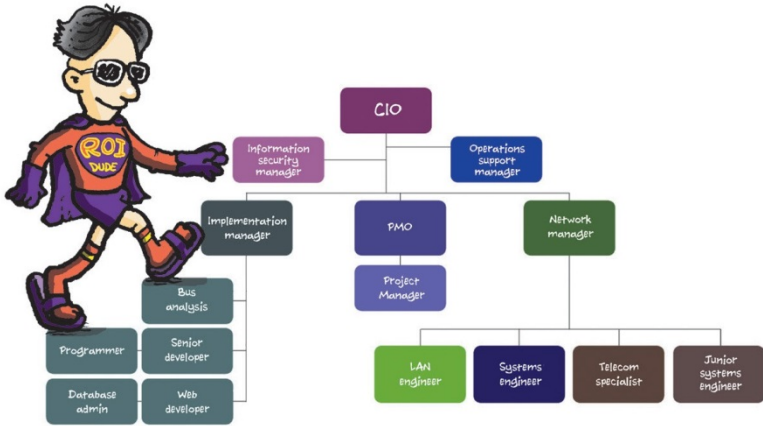 ROI
DUDE
CIO
Information
security
manager
Operations
support
manager
Implementation
manager
PMO
Network
manager
Project
Manager
Bus
analysis
Programmer
Senior
developer
Database
admin
Web
developer
LAN
engineer
Systems
engineer
Telecom
specialist
Junior
systems
engineer